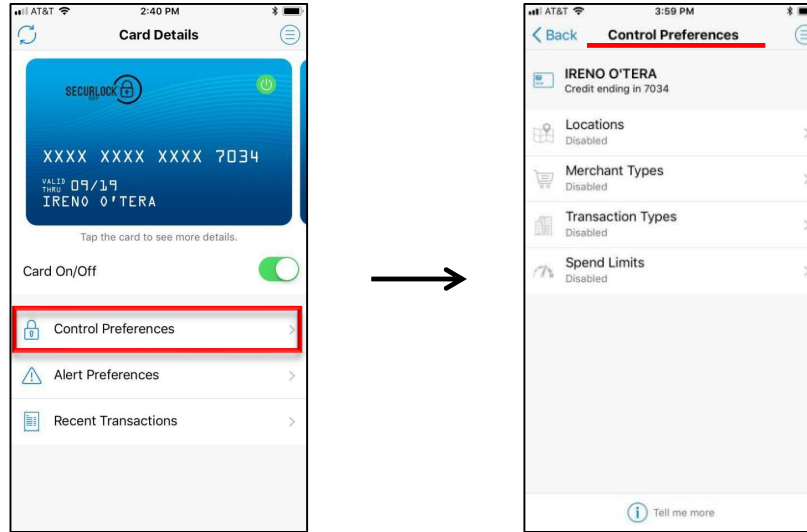 AT&T 2:40 PM
Card Details
SECURLOCK
XXXX XXXX XXXX 7034
VALID THRU 09/19
IRENO O'TERA
Tap the card to see more details.
Card On/Off
Control Preferences
Alert Preferences
Recent Transactions
AT&T 3:59 PM
Back Control Preferences
IRENO O'TERA
Credit ending in 7034
Locations
Disabled
Merchant Types
Disabled
Transaction Types
Disabled
Spend Limits
Disabled
Tell me more